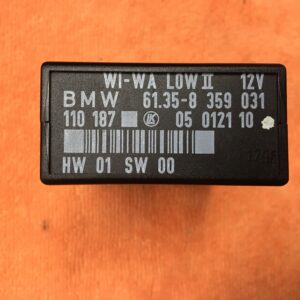 WI-WA LOW II 12V
BMW 61.35-8 359 031
110 187 LK 05 0121 10
HW 01 SW 00